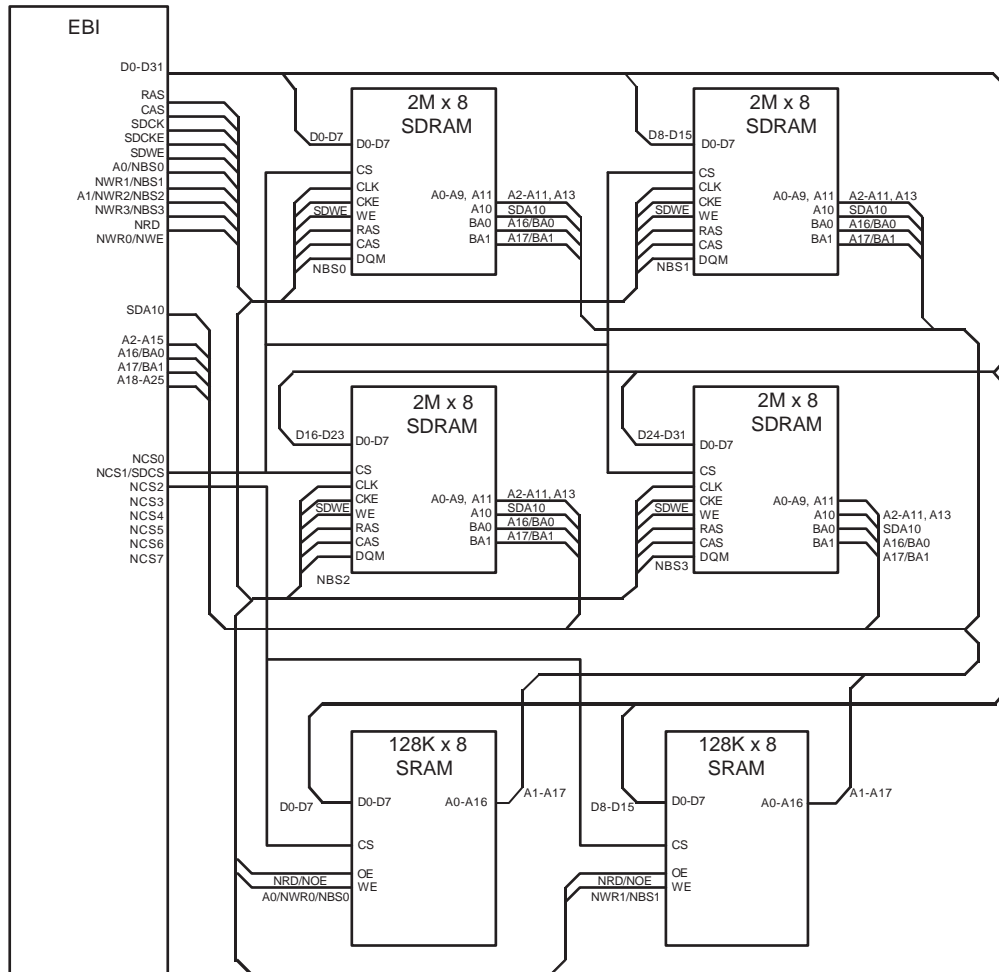 EBI
D0-D31
RAS
CAS
SDCK
SDCKE
SDWE
A0/NBS0
NWR1/NBS1
A1/NWR2/NBS2
NWR3/NBS3
NRD
NWR0/NWE
SDA10
A2-A15
A16/BA0
A17/BA1
A18-A25
NCS0
NCS1/SDCS
NCS2
NCS3
NCS4
NCS5
NCS6
NCS7
2M x 8
SDRAM
D0-D7
D0-D7
CS
CLK
CKE
SDWE
WE
RAS
CAS
DQM
NBS0
A0-A9, A11
A10
BA0
BA1
A2-A11, A13
SDA10
A16/BA0
A17/BA1
2M x 8
SDRAM
D8-D15
D0-D7
CS
CLK
CKE
SDWE
WE
RAS
CAS
DQM
NBS1
A0-A9, A11
A10
BA0
BA1
A2-A11, A13
SDA10
A16/BA0
A17/BA1
2M x 8
SDRAM
D16-D23
D0-D7
CS
CLK
CKE
SDWE
WE
RAS
CAS
DQM
NBS2
A0-A9, A11
A10
BA0
BA1
A2-A11, A13
SDA10
A16/BA0
A17/BA1
2M x 8
SDRAM
D24-D31
D0-D7
CS
CLK
CKE
SDWE
WE
RAS
CAS
DQM
NBS3
A0-A9, A11
A10
BA0
BA1
A2-A11, A13
SDA10
A16/BA0
A17/BA1
128K x 8
SRAM
D0-D7
D0-D7
A0-A16
A1-A17
CS
OE
NRD/NOE
WE
A0/NWR0/NBS0
128K x 8
SRAM
D8-D15
D0-D7
A0-A16
A1-A17
CS
OE
NRD/NOE
WE
NWR1/NBS1